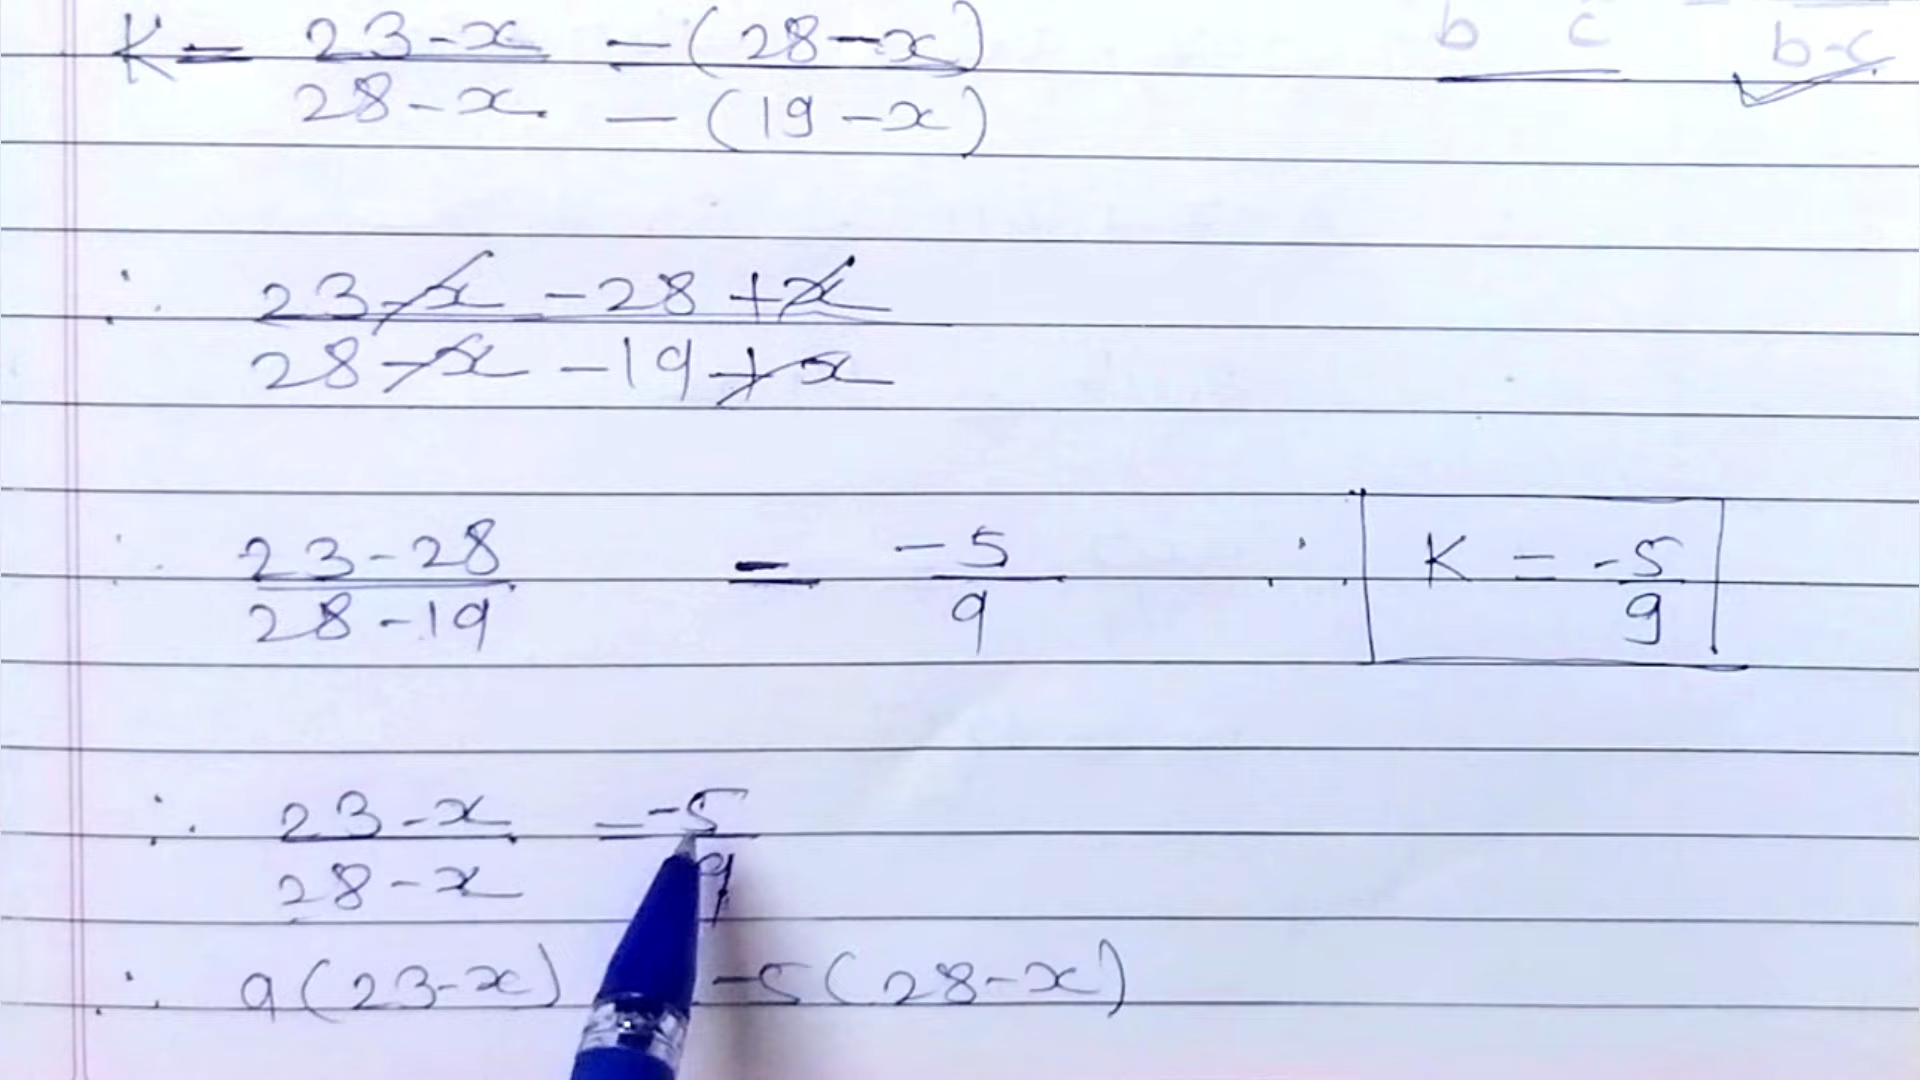 K = 23-x -(28-x) b c b-c
28-x -(19-x)
∴ 23-x -28+x
28-x -19+x
∴ 23-28 = -5 ∴ K = -5
28-19 9 9
∴ 23-x = -5
28-x 9
∴ 9(23-x) -5(28-x)